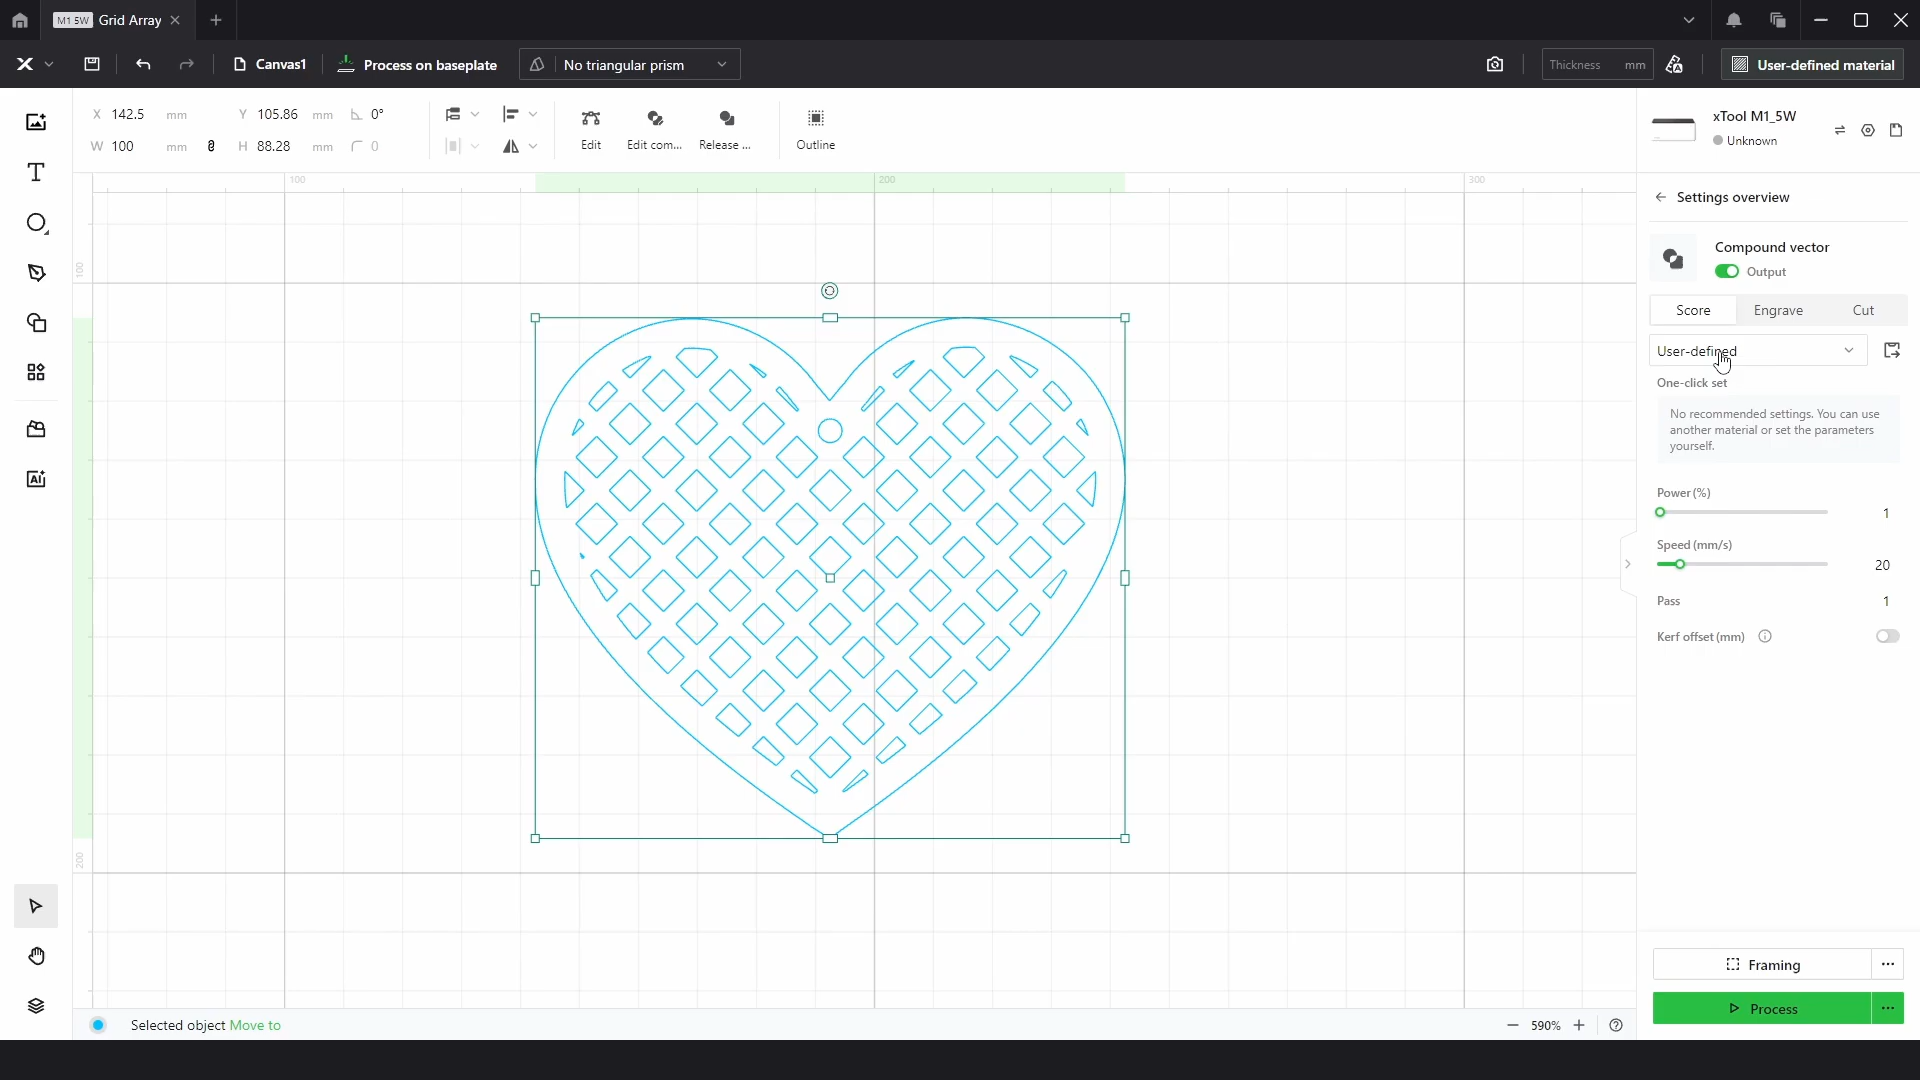 M1 5W Grid Array
Canvas1
Process on baseplate
No triangular prism
Thickness mm
User-defined material
X 142.5 mm
Y 105.86 mm
0°
W 100 mm
H 88.28 mm
0
Edit
Edit com...
Release ...
Outline
100
200
300
100
200
xTool M1_5W
Unknown
Settings overview
Compound vector
Output
Score
Engrave
Cut
User-defined
One-click set
No recommended settings. You can use
another material or set the parameters
yourself.
Power(%)
1
Speed (mm/s)
20
Pass
1
Kerf offset(mm)
Framing
Process
AI
Selected object Move to
590%